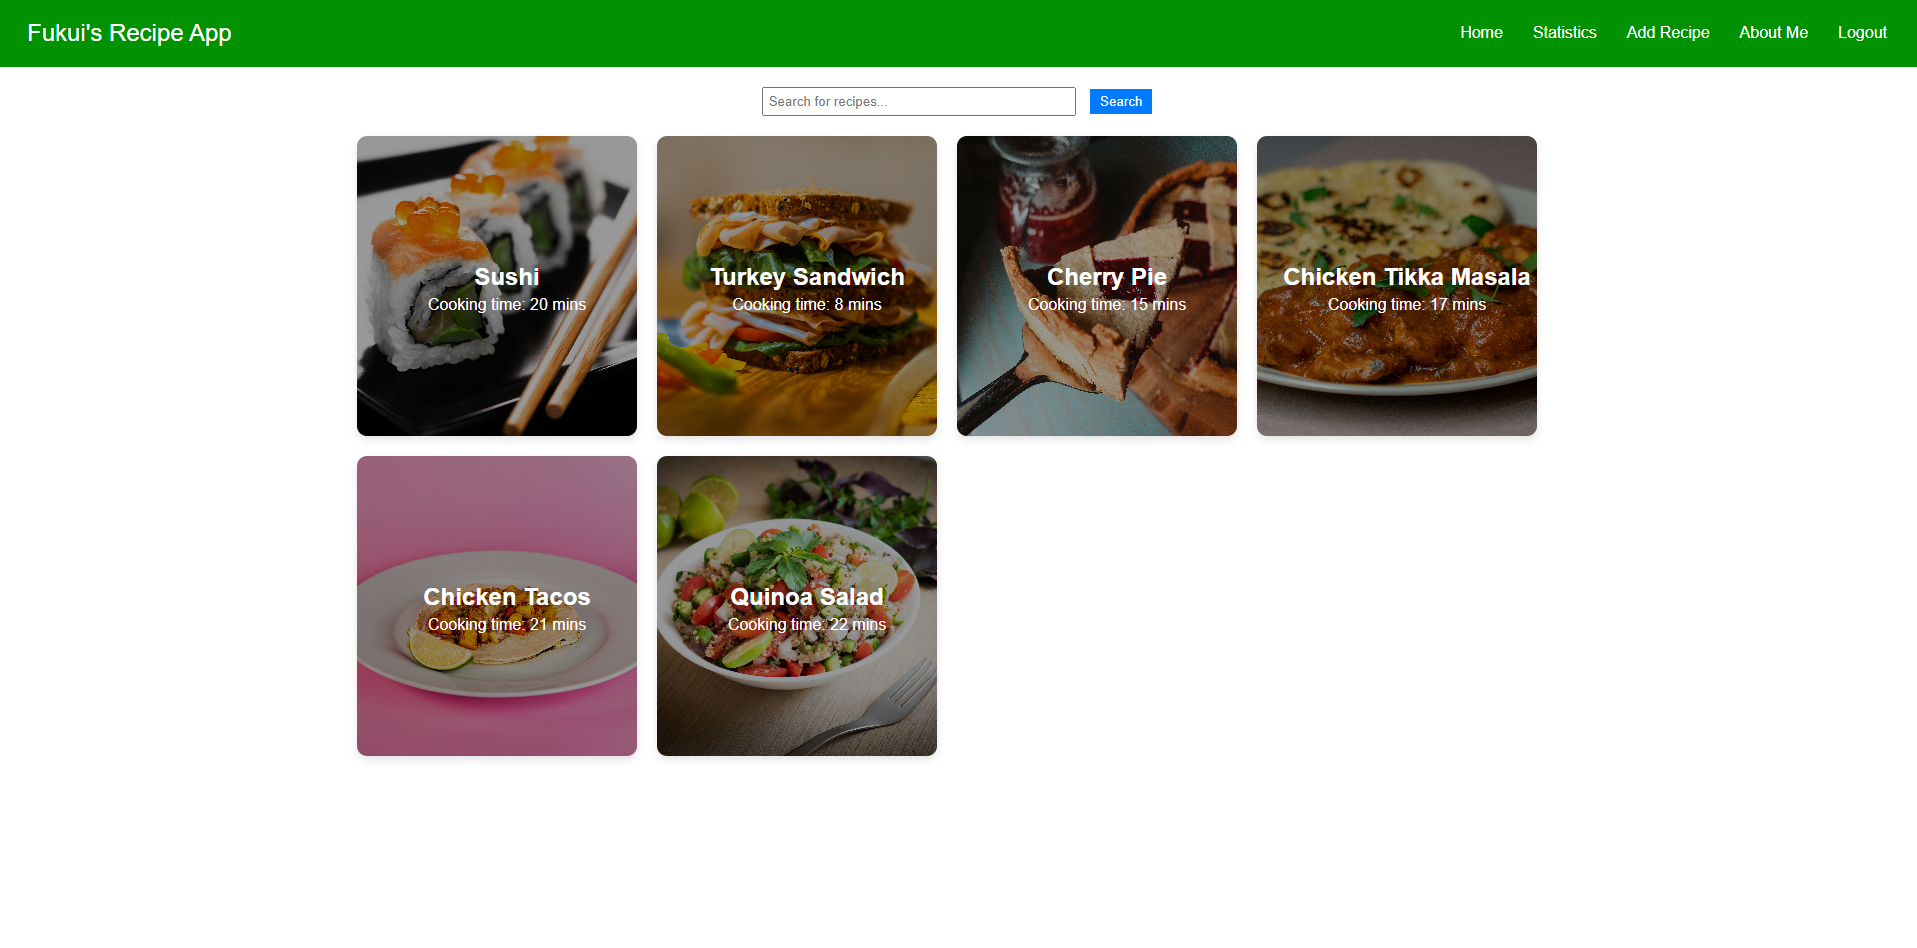 Fukui's Recipe App
Home
Statistics
Add Recipe
About Me
Logout
Search for recipes...
Search
Sushi
Cooking time: 20 mins
Turkey Sandwich
Cooking time: 8 mins
Cherry Pie
Cooking time: 15 mins
Chicken Tikka Masala
Cooking time: 17 mins
Chicken Tacos
Cooking time: 21 mins
Quinoa Salad
Cooking time: 22 mins